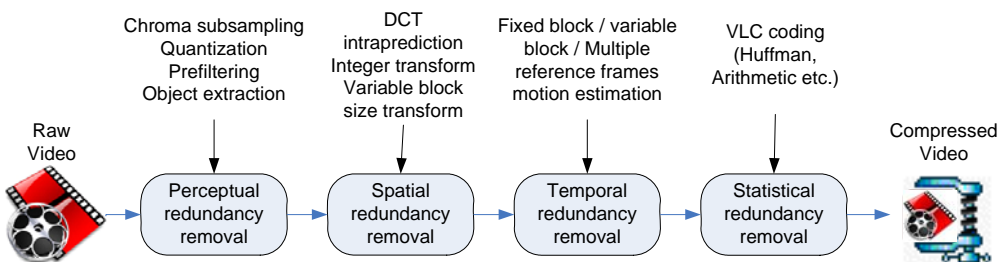 Chroma subsampling
Quantization
Prefiltering
Object extraction
DCT
intraprediction
Integer transform
Variable block
size transform
Fixed block / variable
block / Multiple
reference frames
motion estimation
VLC coding
(Huffman,
Arithmetic etc.)
Raw
Video
Perceptual
redundancy
removal
Spatial
redundancy
removal
Temporal
redundancy
removal
Statistical
redundancy
removal
Compressed
Video